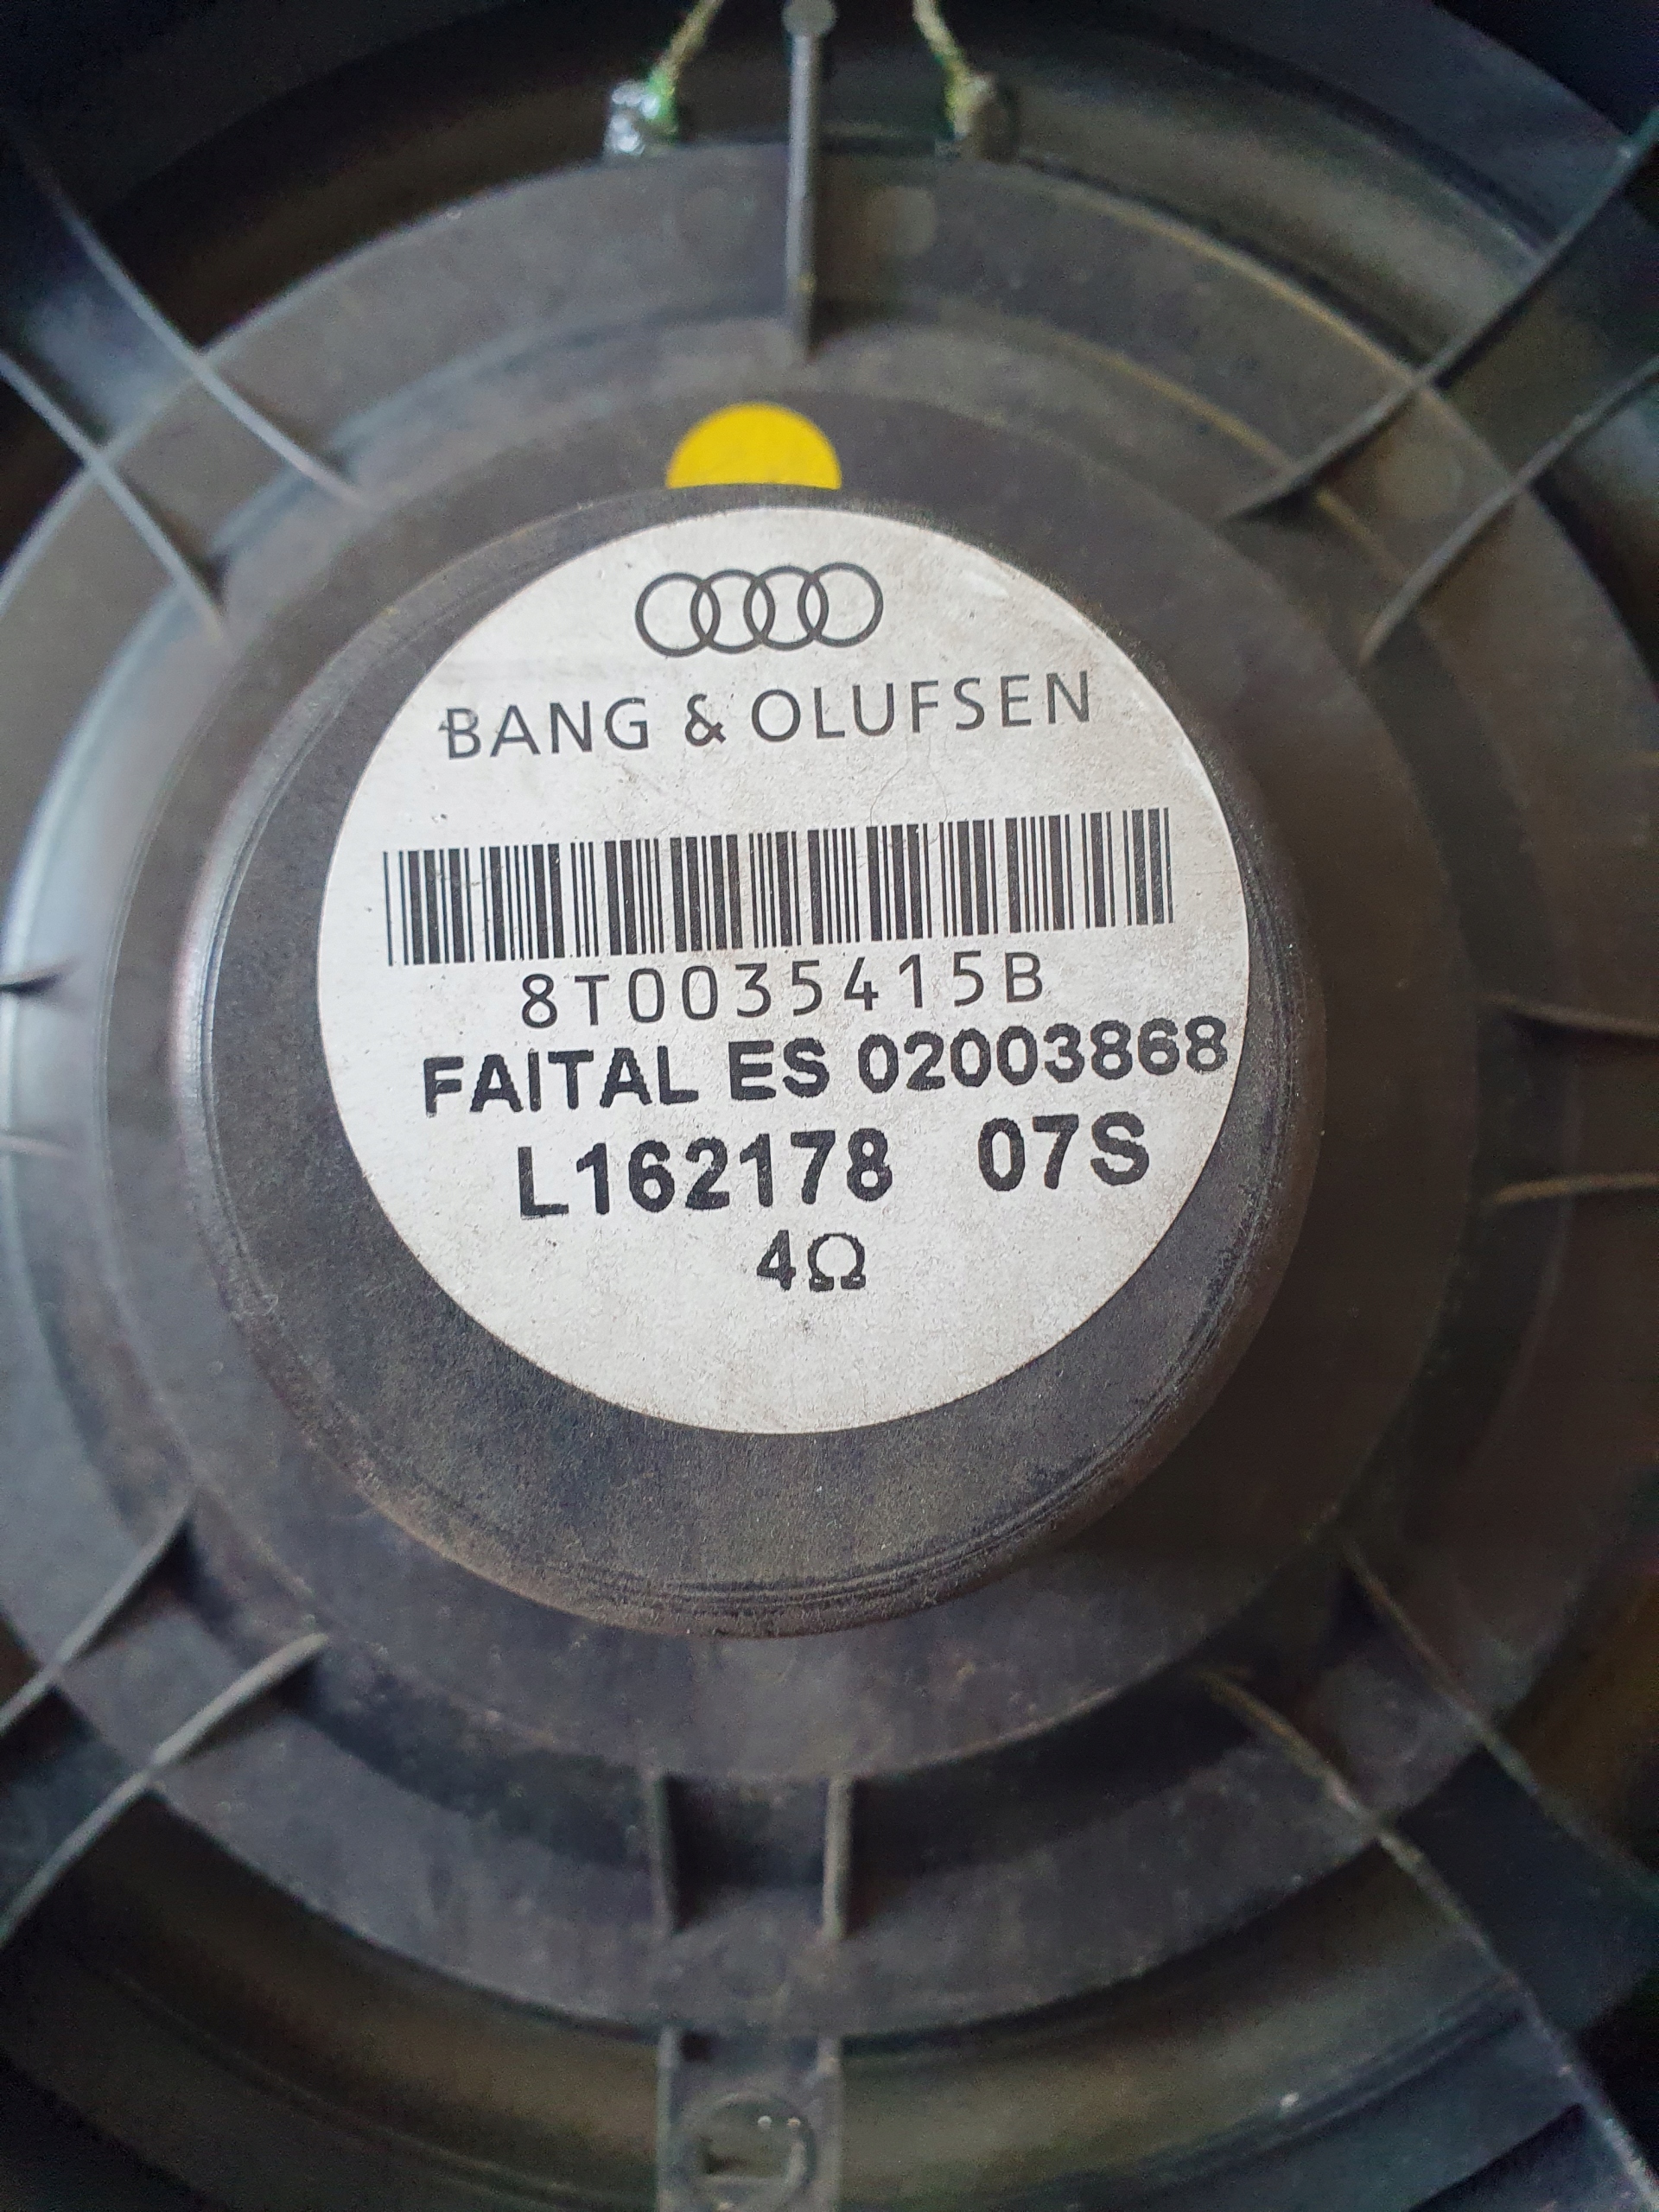 BANG & OLUFSEN
8T0035415B
FAITAL ES 02003868
L162178 07S
4Ω